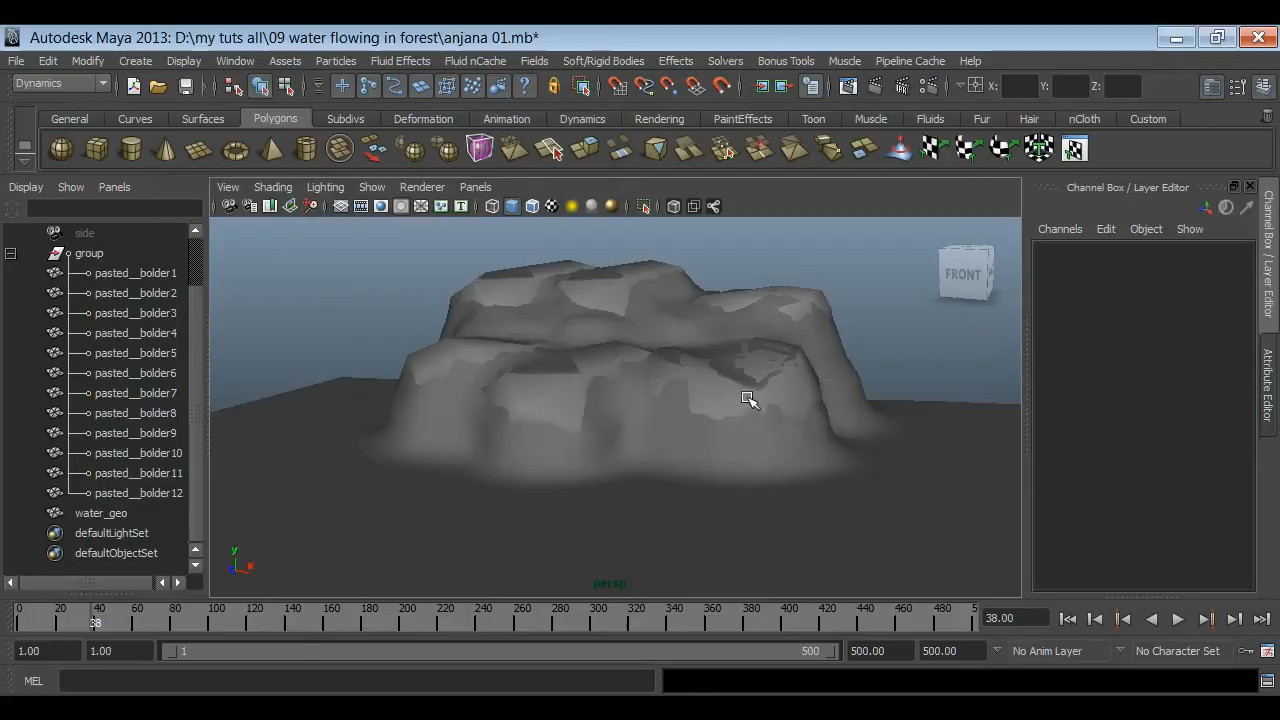 Autodesk Maya 2013: D:\my tuts all\09 water flowing in forest\anjana 01.mb*
File Edit Modify Create Display Window Assets Particles Fluid Effects Fluid nCache Fields Soft/Rigid Bodies Effects Solvers Bonus Tools Muscle Pipeline Cache Help
Dynamics X: Y: Z:
General Curves Surfaces Polygons Subdivs Deformation Animation Dynamics Rendering PaintEffects Toon Muscle Fluids Fur Hair nCloth Custom
Display Show Panels
View Shading Lighting Show Renderer Panels
Channel Box / Layer Editor
Channels Edit Object Show
side
group
pasted__bolder1
pasted__bolder2
pasted__bolder3
pasted__bolder4
pasted__bolder5
pasted__bolder6
pasted__bolder7
pasted__bolder8
pasted__bolder9
pasted__bolder10
pasted__bolder11
pasted__bolder12
water_geo
defaultLightSet
defaultObjectSet
FRONT
y
x
z
persp
Channel Box / Layer Editor
Attribute Editor
0 20 40 60 80 100 120 140 160 180 200 220 240 260 280 300 320 340 360 380 400 420 440 460 480 5
38
38.00
1.00 1.00 1 500 500.00 500.00 No Anim Layer No Character Set
MEL